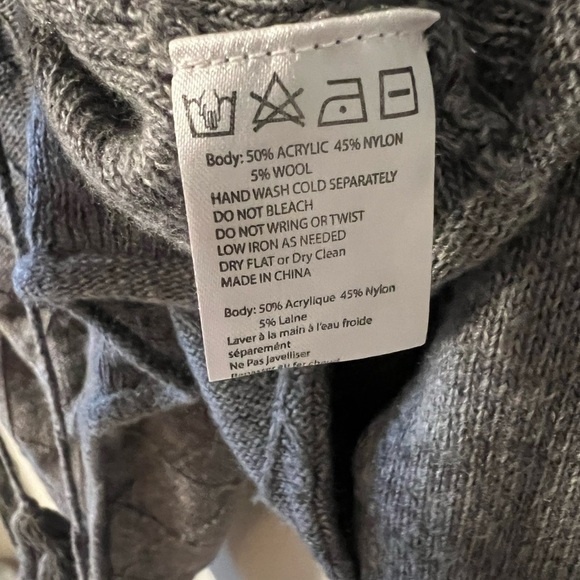 Body: 50% ACRYLIC 45% NYLON
5% WOOL
HAND WASH COLD SEPARATELY
DO NOT BLEACH
DO NOT WRING OR TWIST
LOW IRON AS NEEDED
DRY FLAT or Dry Clean
MADE IN CHINA
Body: 50% Acrylique 45% Nylon
5% Laine
Laver à la main à l'eau froide
séparemént
Ne Pas Javelliser